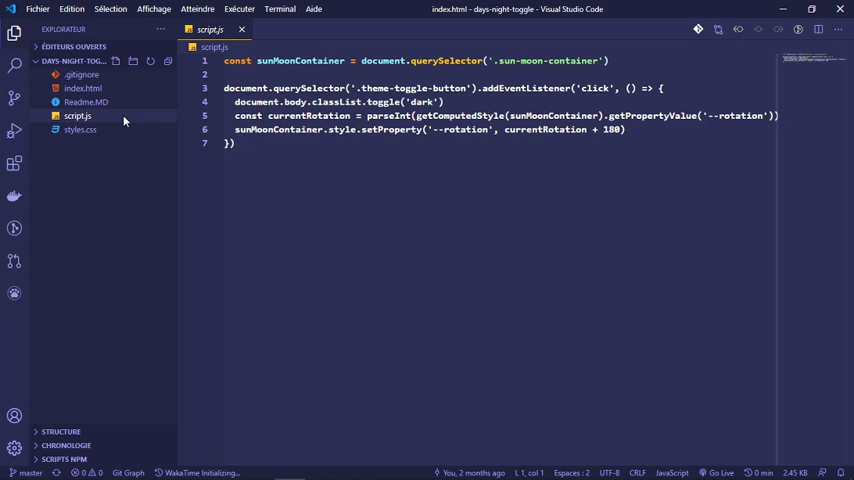 Fichier Edition Sélection Affichage Atteindre Exécuter Terminal Aide
index.html - days-night-toggle - Visual Studio Code
EXPLORATEUR
script.js
ÉDITEURS OUVERTS
script.js
DAYS-NIGHT-TOG...
.gitignore
index.html
Readme.MD
script.js
styles.css
1 const sunMoonContainer = document.querySelector('.sun-moon-container')
2
3 document.querySelector('.theme-toggle-button').addEventListener('click', () => {
4 document.body.classList.toggle('dark')
5 const currentRotation = parseInt(getComputedStyle(sunMoonContainer).getPropertyValue('--rotation'))
6 sunMoonContainer.style.setProperty('--rotation', currentRotation + 180)
7 })
STRUCTURE
CHRONOLOGIE
SCRIPTS NPM
master 0 0 Git Graph WakaTime Initializing... You, 2 months ago L 1, col 1 Espaces : 2 UTF-8 CRLF JavaScript Go Live 0 min 2.45 KB